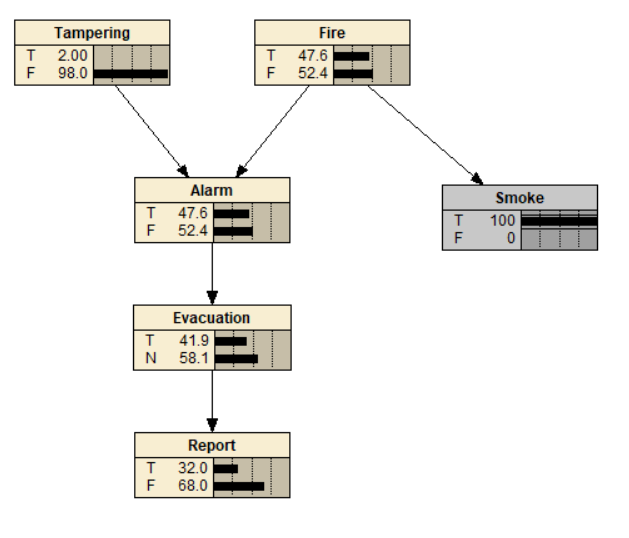 Tampering
T 2.00
F 98.0
Fire
T 47.6
F 52.4
Alarm
T 47.6
F 52.4
Smoke
T 100
F 0
Evacuation
T 41.9
N 58.1
Report
T 32.0
F 68.0